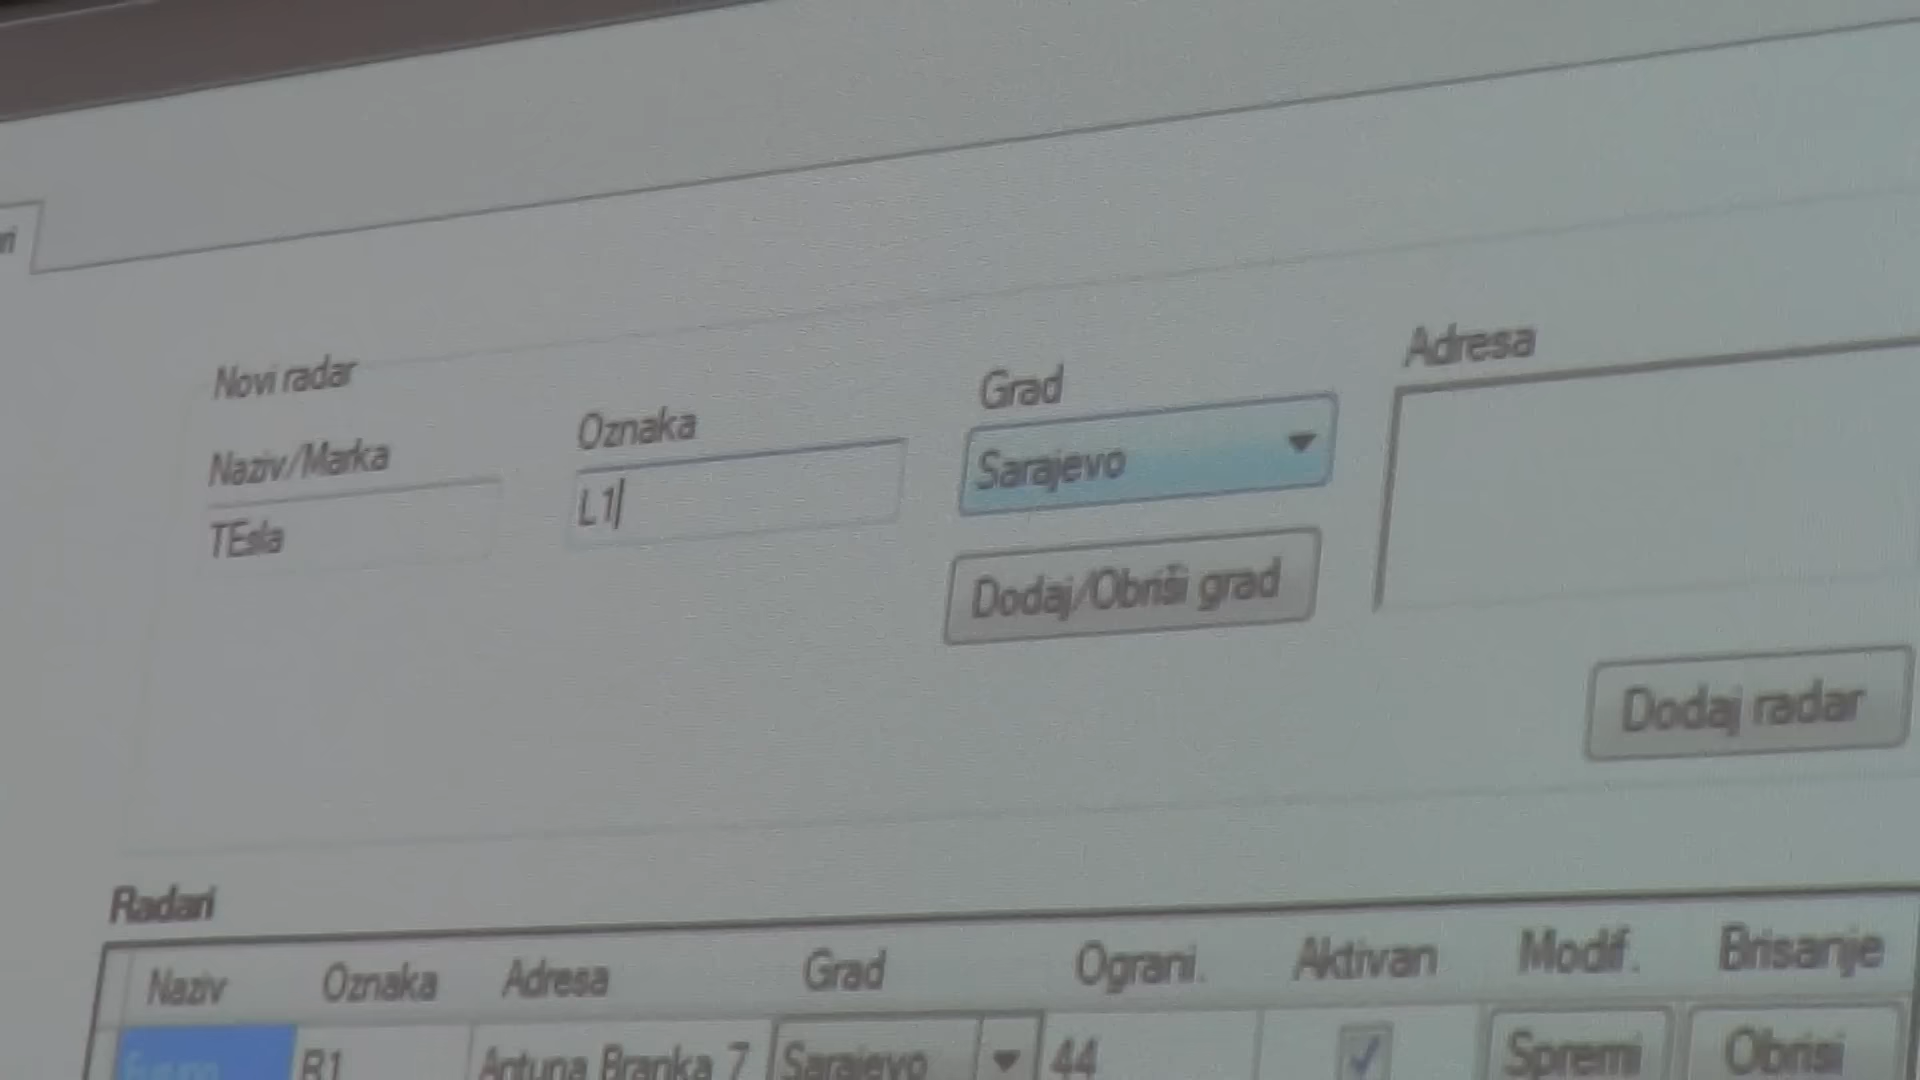 Novi radar
Naziv/Marka Oznaka Grad Adresa
TEsla L1 Sarajevo
Dodaj/Obriši grad
Dodaj radar
Radari
Naziv Oznaka Adresa Grad Ograni. Aktivan Modif. Brisanje
R1 Antuna Branka 7 Sarajevo 44 Spremi Obrisi